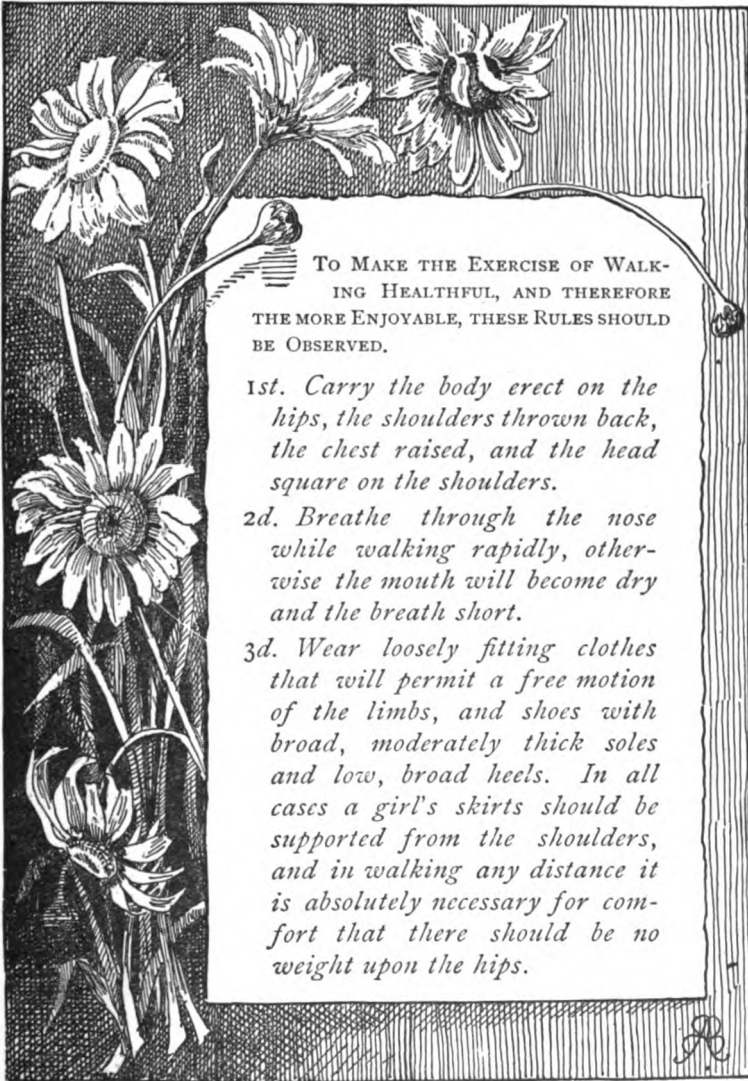 To Make the Exercise of Walk-
ing Healthful, and therefore
the more Enjoyable, these Rules should
be Observed.
1st. Carry the body erect on the
hips, the shoulders thrown back,
the chest raised, and the head
square on the shoulders.
2d. Breathe through the nose
while walking rapidly, other-
wise the mouth will become dry
and the breath short.
3d. Wear loosely fitting clothes
that will permit a free motion
of the limbs, and shoes with
broad, moderately thick soles
and low, broad heels. In all
cases a girl's skirts should be
supported from the shoulders,
and in walking any distance it
is absolutely necessary for com-
fort that there should be no
weight upon the hips.